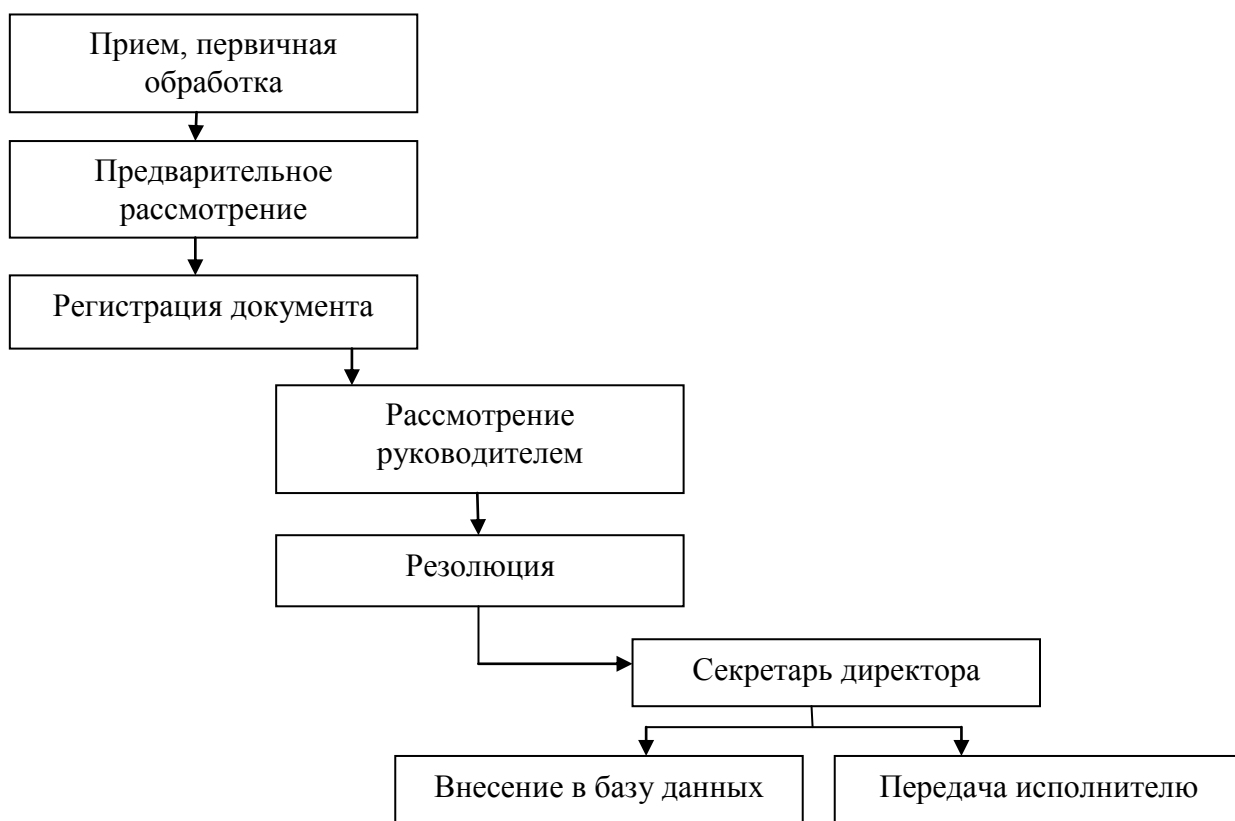 Прием, первичная
обработка
Предварительное
рассмотрение
Регистрация документа
Рассмотрение
руководителем
Резолюция
Секретарь директора
Внесение в базу данных
Передача исполнителю